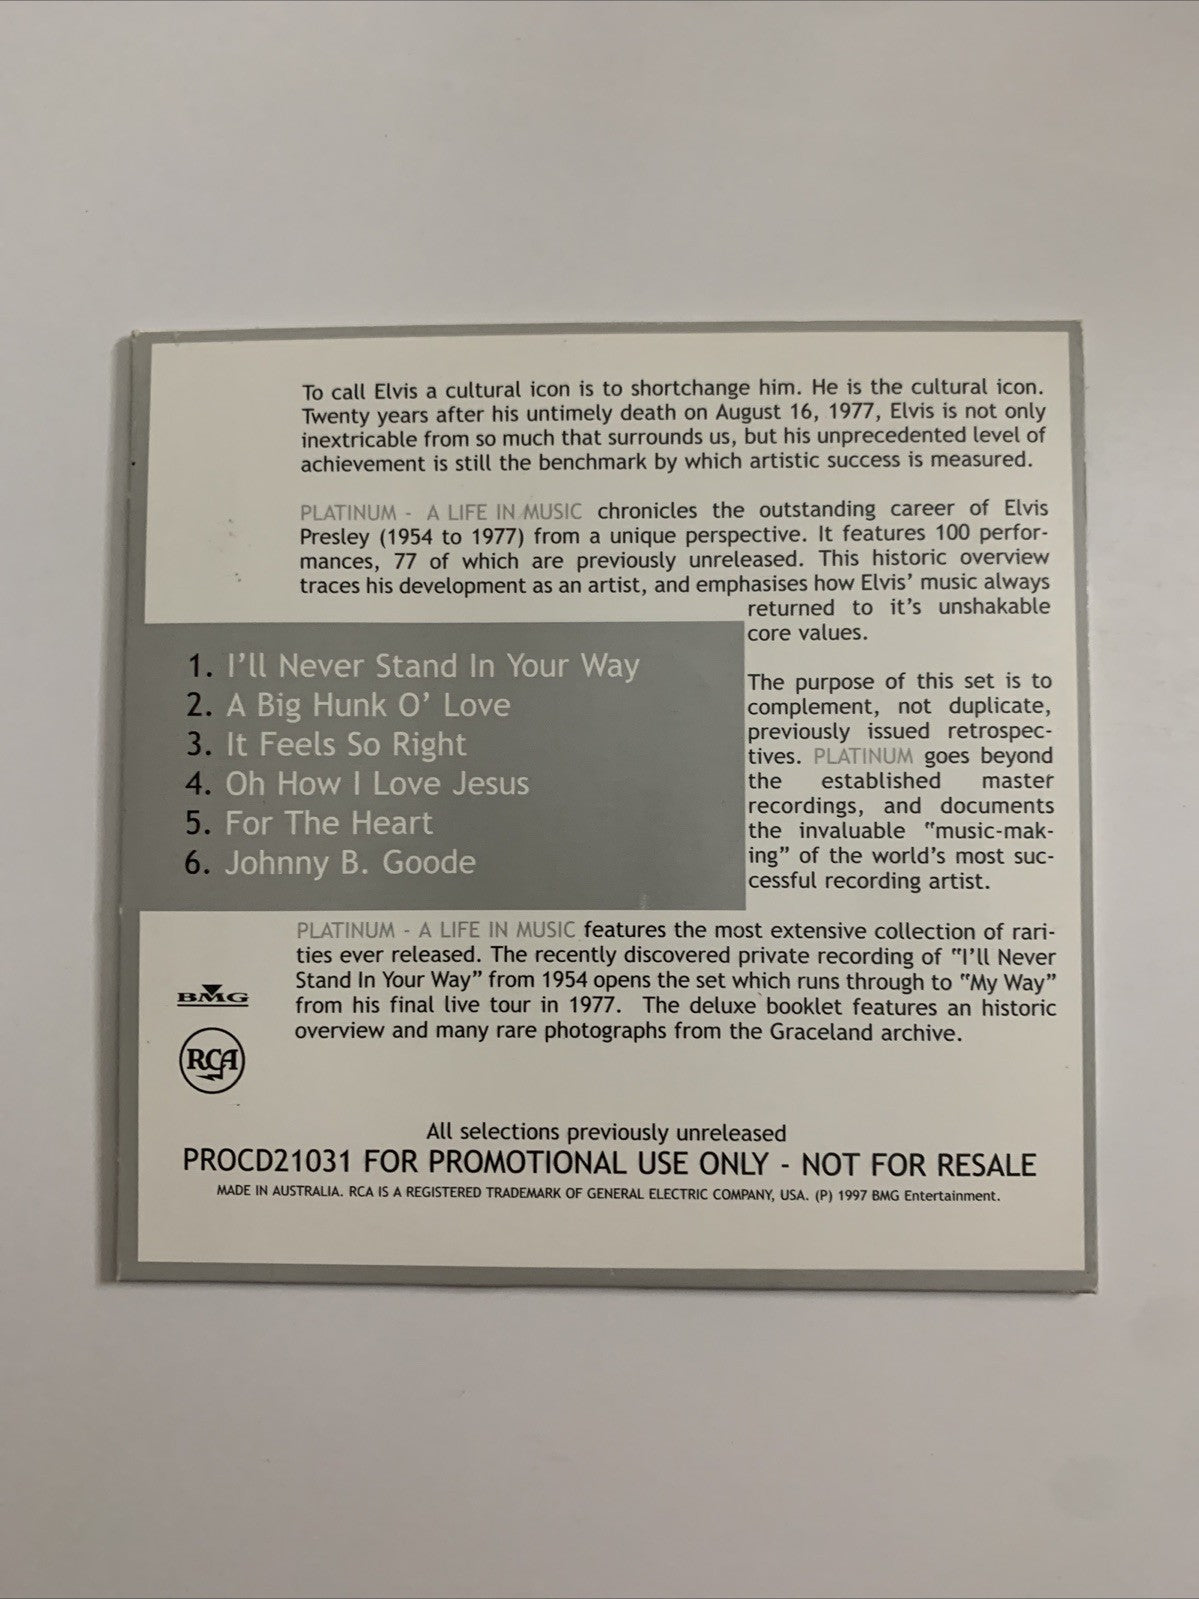 To call Elvis a cultural icon is to shortchange him. He is the cultural icon.
Twenty years after his untimely death on August 16, 1977, Elvis is not only
inextricable from so much that surrounds us, but his unprecedented level of
achievement is still the benchmark by which artistic success is measured.
PLATINUM - A LIFE IN MUSIC chronicles the outstanding career of Elvis
Presley (1954 to 1977) from a unique perspective. It features 100 perfor-
mances, 77 of which are previously unreleased. This historic overview
traces his development as an artist, and emphasises how Elvis' music always
returned to it's unshakable
core values.
1. I'll Never Stand In Your Way
2. A Big Hunk O' Love
3. It Feels So Right
4. Oh How I Love Jesus
5. For The Heart
6. Johnny B. Goode
The purpose of this set is to
complement, not duplicate,
previously issued retrospec-
tives. PLATINUM goes beyond
the established master
recordings, and documents
the invaluable "music-mak-
ing" of the world's most suc-
cessful recording artist.
PLATINUM - A LIFE IN MUSIC features the most extensive collection of rari-
ties ever released. The recently discovered private recording of "I'll Never
Stand In Your Way" from 1954 opens the set which runs through to "My Way"
from his final live tour in 1977. The deluxe booklet features an historic
overview and many rare photographs from the Graceland archive.
BMG
RCA
All selections previously unreleased
PROCD21031 FOR PROMOTIONAL USE ONLY - NOT FOR RESALE
MADE IN AUSTRALIA. RCA IS A REGISTERED TRADEMARK OF GENERAL ELECTRIC COMPANY, USA. (P) 1997 BMG Entertainment.